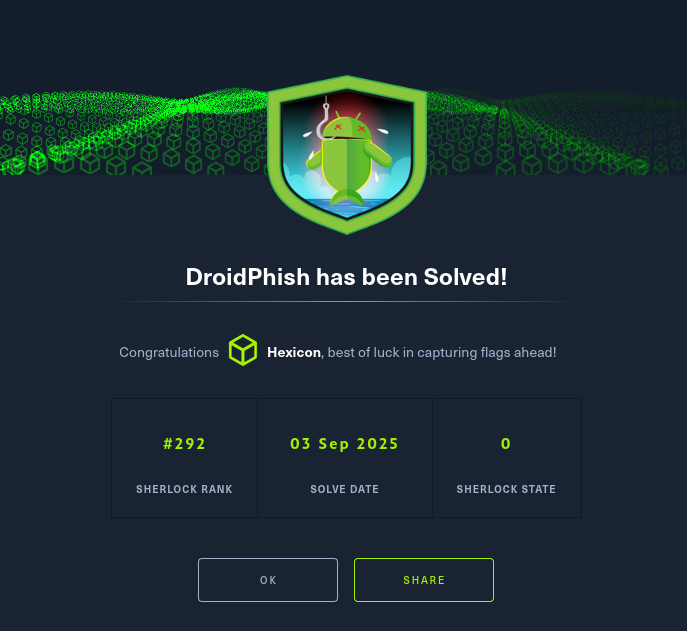 DroidPhish has been Solved!
Congratulations Hexicon, best of luck in capturing flags ahead!
#292 03 Sep 2025 0
SHERLOCK RANK SOLVE DATE SHERLOCK STATE
OK SHARE